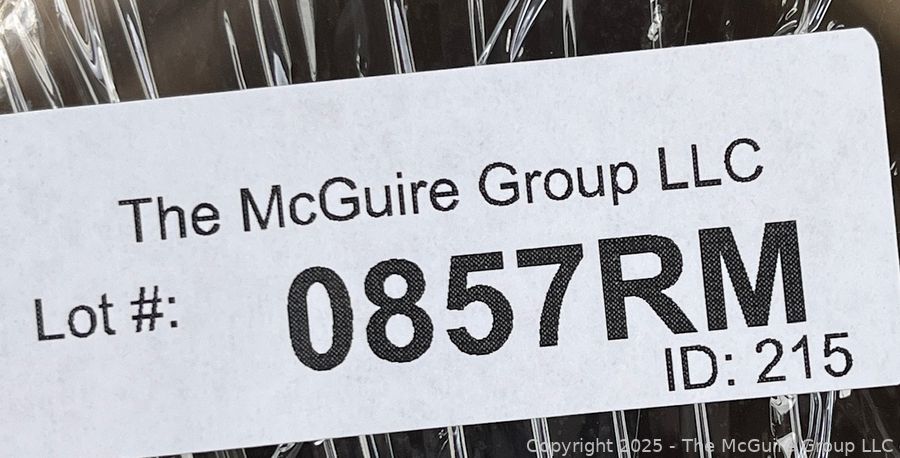 The McGuire Group LLC
Lot #: 0857RM
ID: 215
Copyright 2025 - The McGuire Group LLC